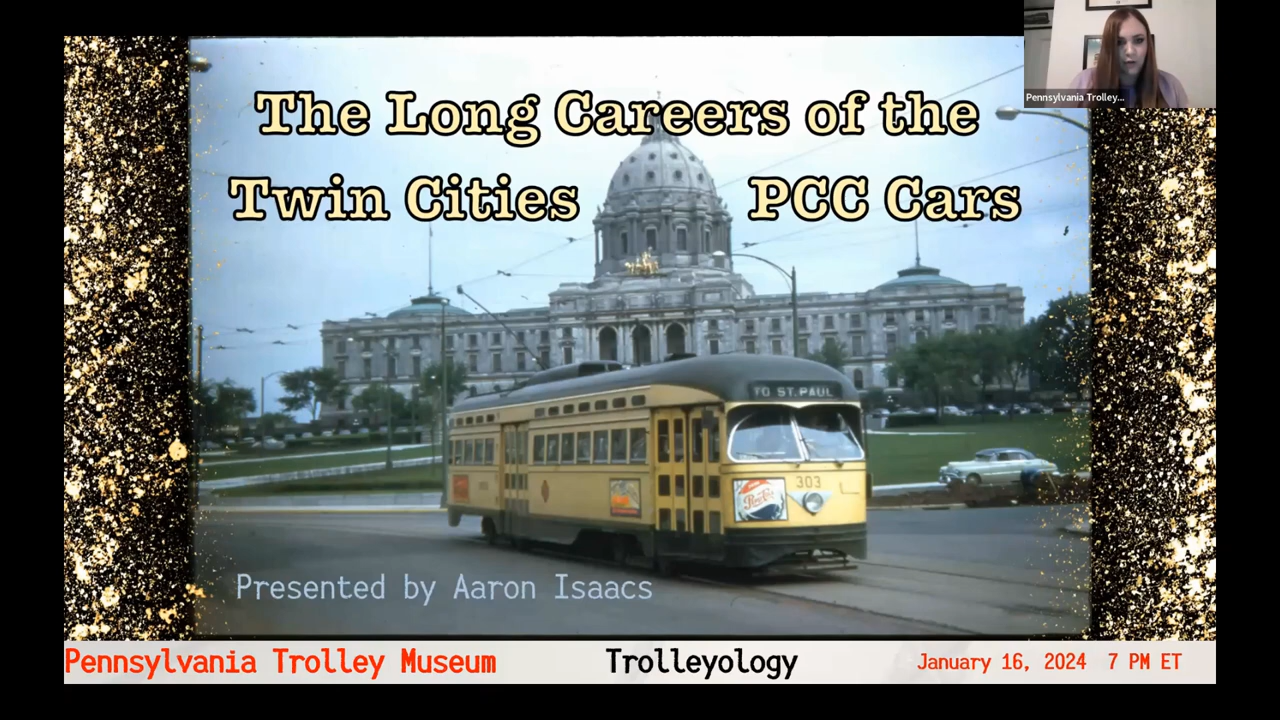 Pennsylvania Trolley...
The Long Careers of the
Twin Cities PCC Cars
TO ST. PAUL
303
Pepsi-Cola
Presented by Aaron Isaacs
Pennsylvania Trolley Museum Trolleyology January 16, 2024 7 PM ET